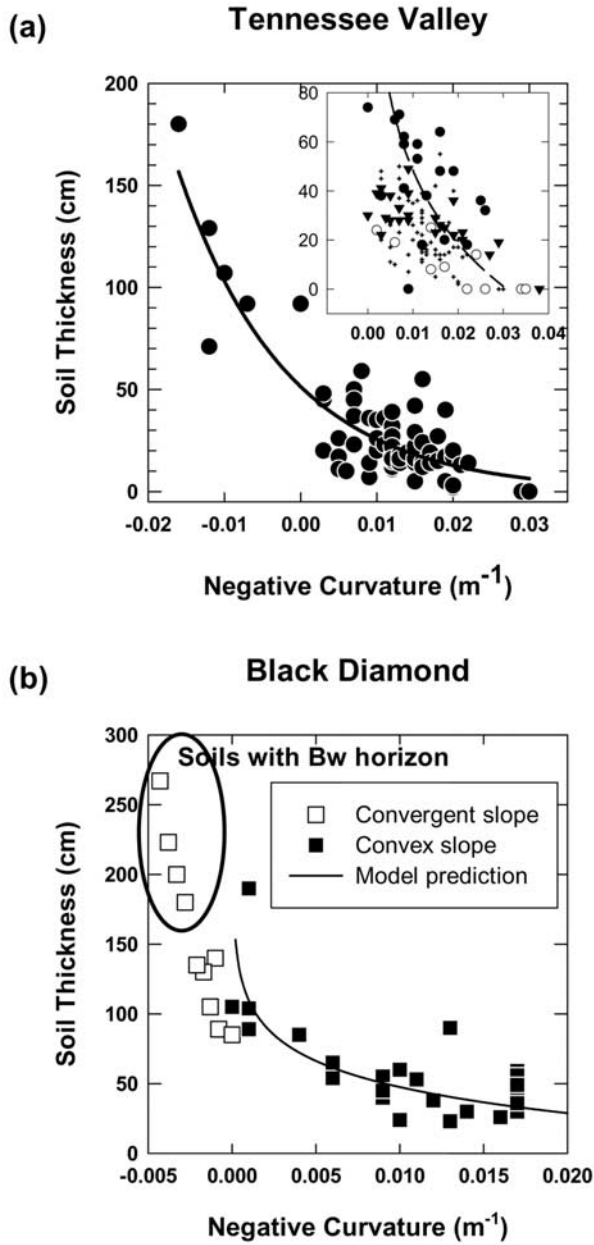 (a)
Tennessee Valley
200
150
100
50
0
Soil Thickness (cm)
80
60
40
20
0
0.00 0.01 0.02 0.03 0.04
-0.02 -0.01 0.00 0.01 0.02 0.03
Negative Curvature (m⁻¹)
(b)
Black Diamond
300
250
200
150
100
50
0
Soil Thickness (cm)
Soils with Bw horizon
Convergent slope
Convex slope
Model prediction
-0.005 0.000 0.005 0.010 0.015 0.020
Negative Curvature (m⁻¹)